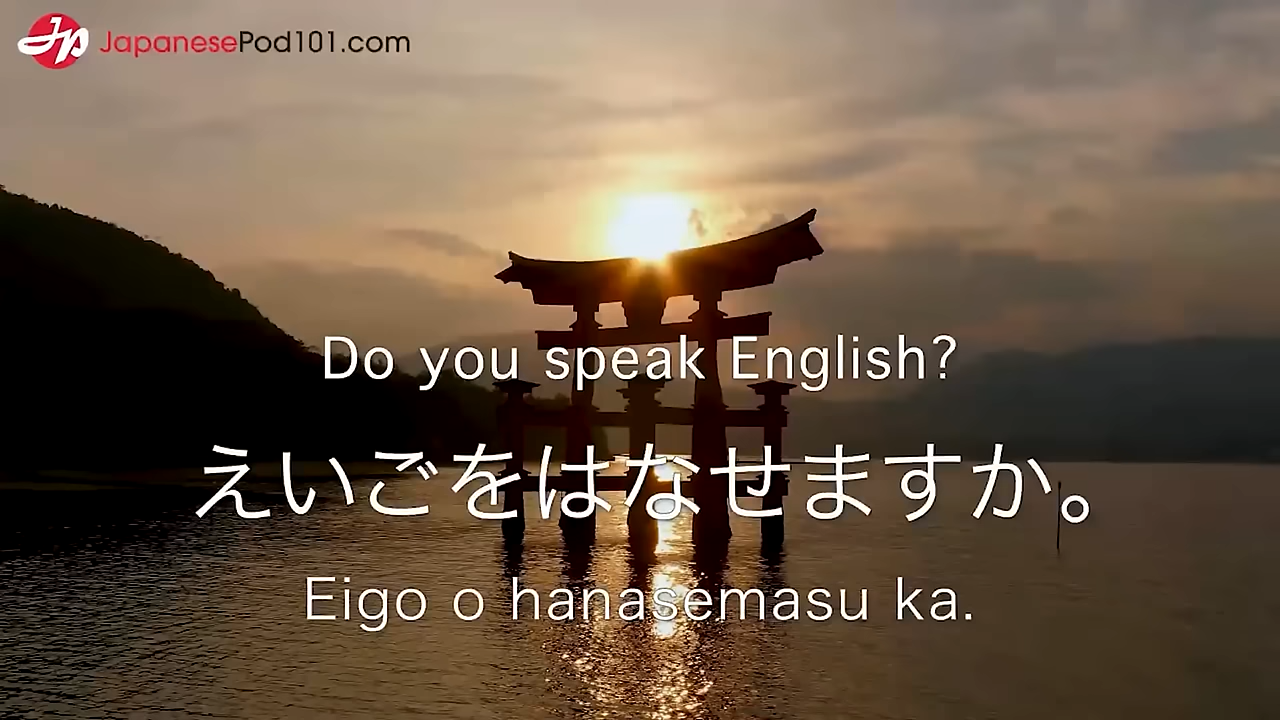 JapanesePod101.com
Do you speak English?
えいごをはなせますか。
Eigo o hanasemasu ka.